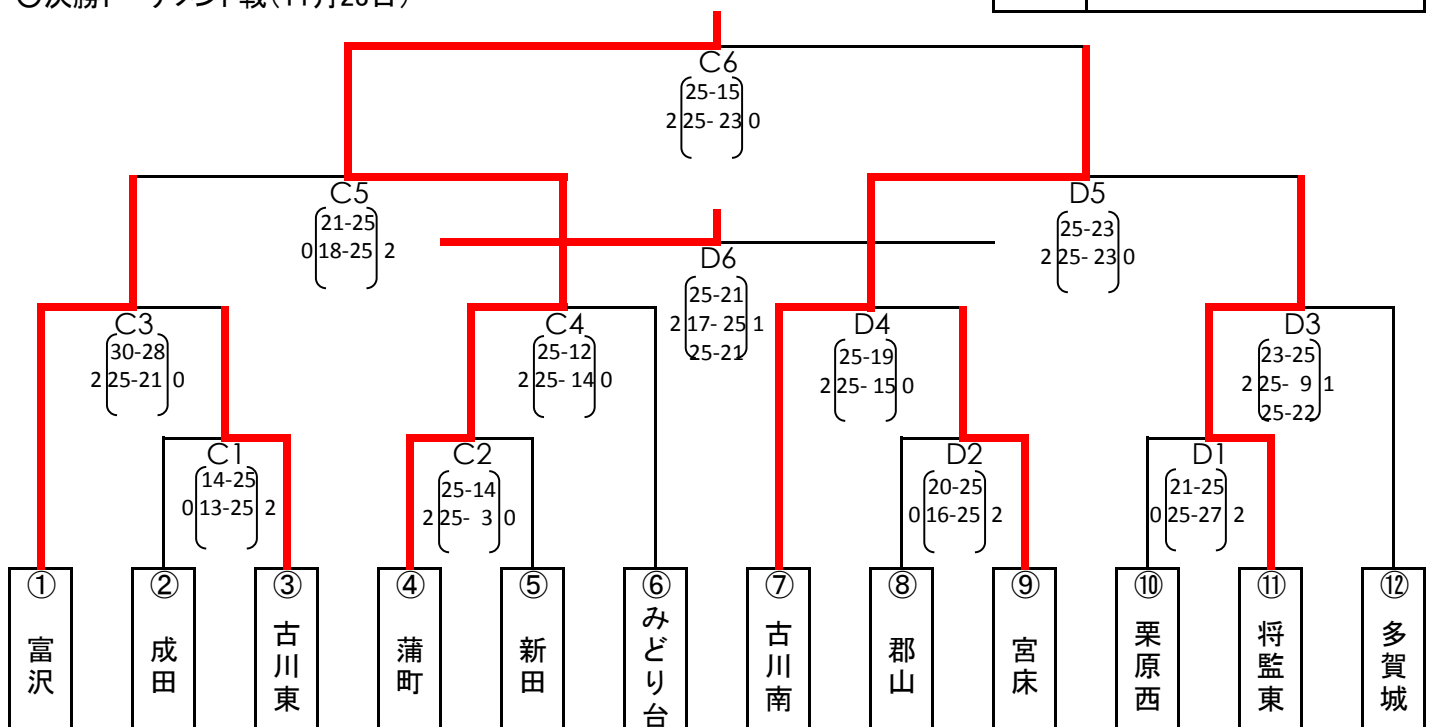 C6
25-15
2 25- 23 0
C5
21-25
0 18-25 2
D5
25-23
2 25- 23 0
D6
25-21
2 17- 25 1
25-21
C3
30-28
2 25-21 0
C4
25-12
2 25- 14 0
D4
25-19
2 25- 15 0
D3
23-25
2 25- 9 1
25-22
C1
14-25
0 13-25 2
C2
25-14
2 25- 3 0
D2
20-25
0 16-25 2
D1
21-25
0 25-27 2
① 富沢
② 成田
③ 古川東
④ 蒲町
⑤ 新田
⑥ みどり台
⑦ 古川南
⑧ 郡山
⑨ 宮床
⑩ 栗原西
⑪ 将監東
⑫ 多賀城